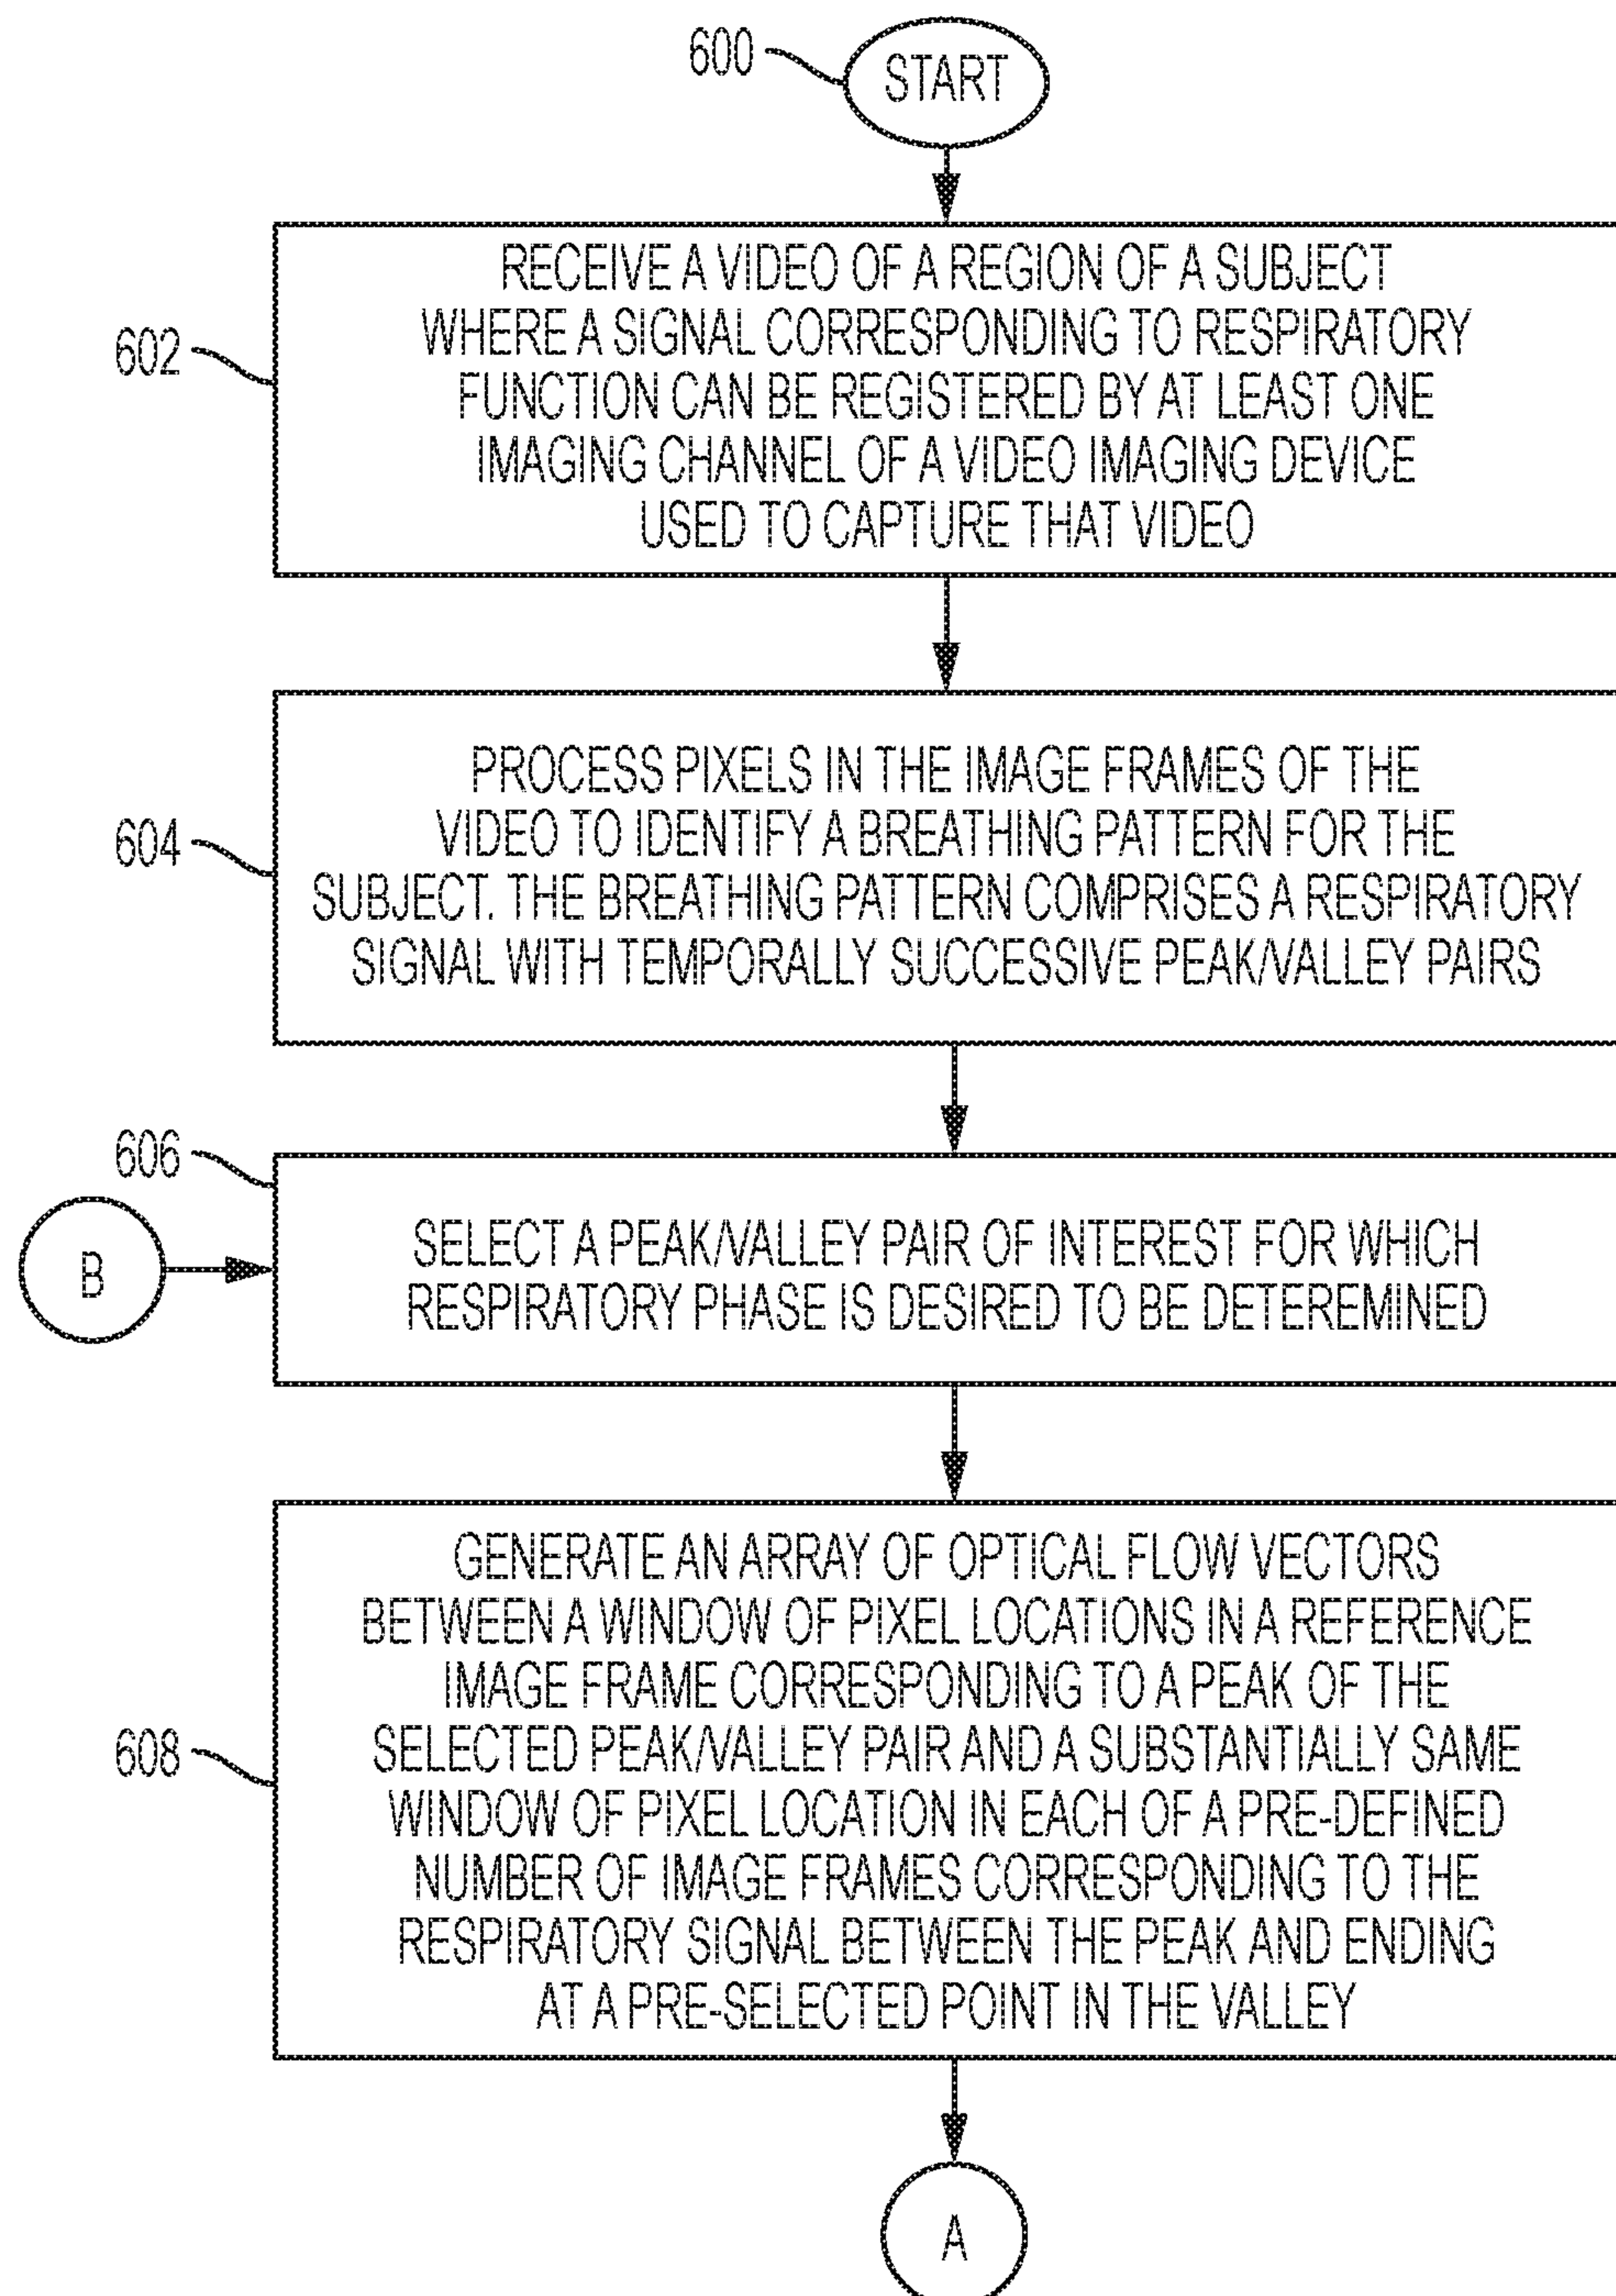 600
START
602
RECEIVE A VIDEO OF A REGION OF A SUBJECT
WHERE A SIGNAL CORRESPONDING TO RESPIRATORY
FUNCTION CAN BE REGISTERED BY AT LEAST ONE
IMAGING CHANNEL OF A VIDEO IMAGING DEVICE
USED TO CAPTURE THAT VIDEO
604
PROCESS PIXELS IN THE IMAGE FRAMES OF THE
VIDEO TO IDENTIFY A BREATHING PATTERN FOR THE
SUBJECT. THE BREATHING PATTERN COMPRISES A RESPIRATORY
SIGNAL WITH TEMPORALLY SUCCESSIVE PEAK/VALLEY PAIRS
606
B
SELECT A PEAK/VALLEY PAIR OF INTEREST FOR WHICH
RESPIRATORY PHASE IS DESIRED TO BE DETEREMINED
608
GENERATE AN ARRAY OF OPTICAL FLOW VECTORS
BETWEEN A WINDOW OF PIXEL LOCATIONS IN A REFERENCE
IMAGE FRAME CORRESPONDING TO A PEAK OF THE
SELECTED PEAK/VALLEY PAIR AND A SUBSTANTIALLY SAME
WINDOW OF PIXEL LOCATION IN EACH OF A PRE-DEFINED
NUMBER OF IMAGE FRAMES CORRESPONDING TO THE
RESPIRATORY SIGNAL BETWEEN THE PEAK AND ENDING
AT A PRE-SELECTED POINT IN THE VALLEY
A